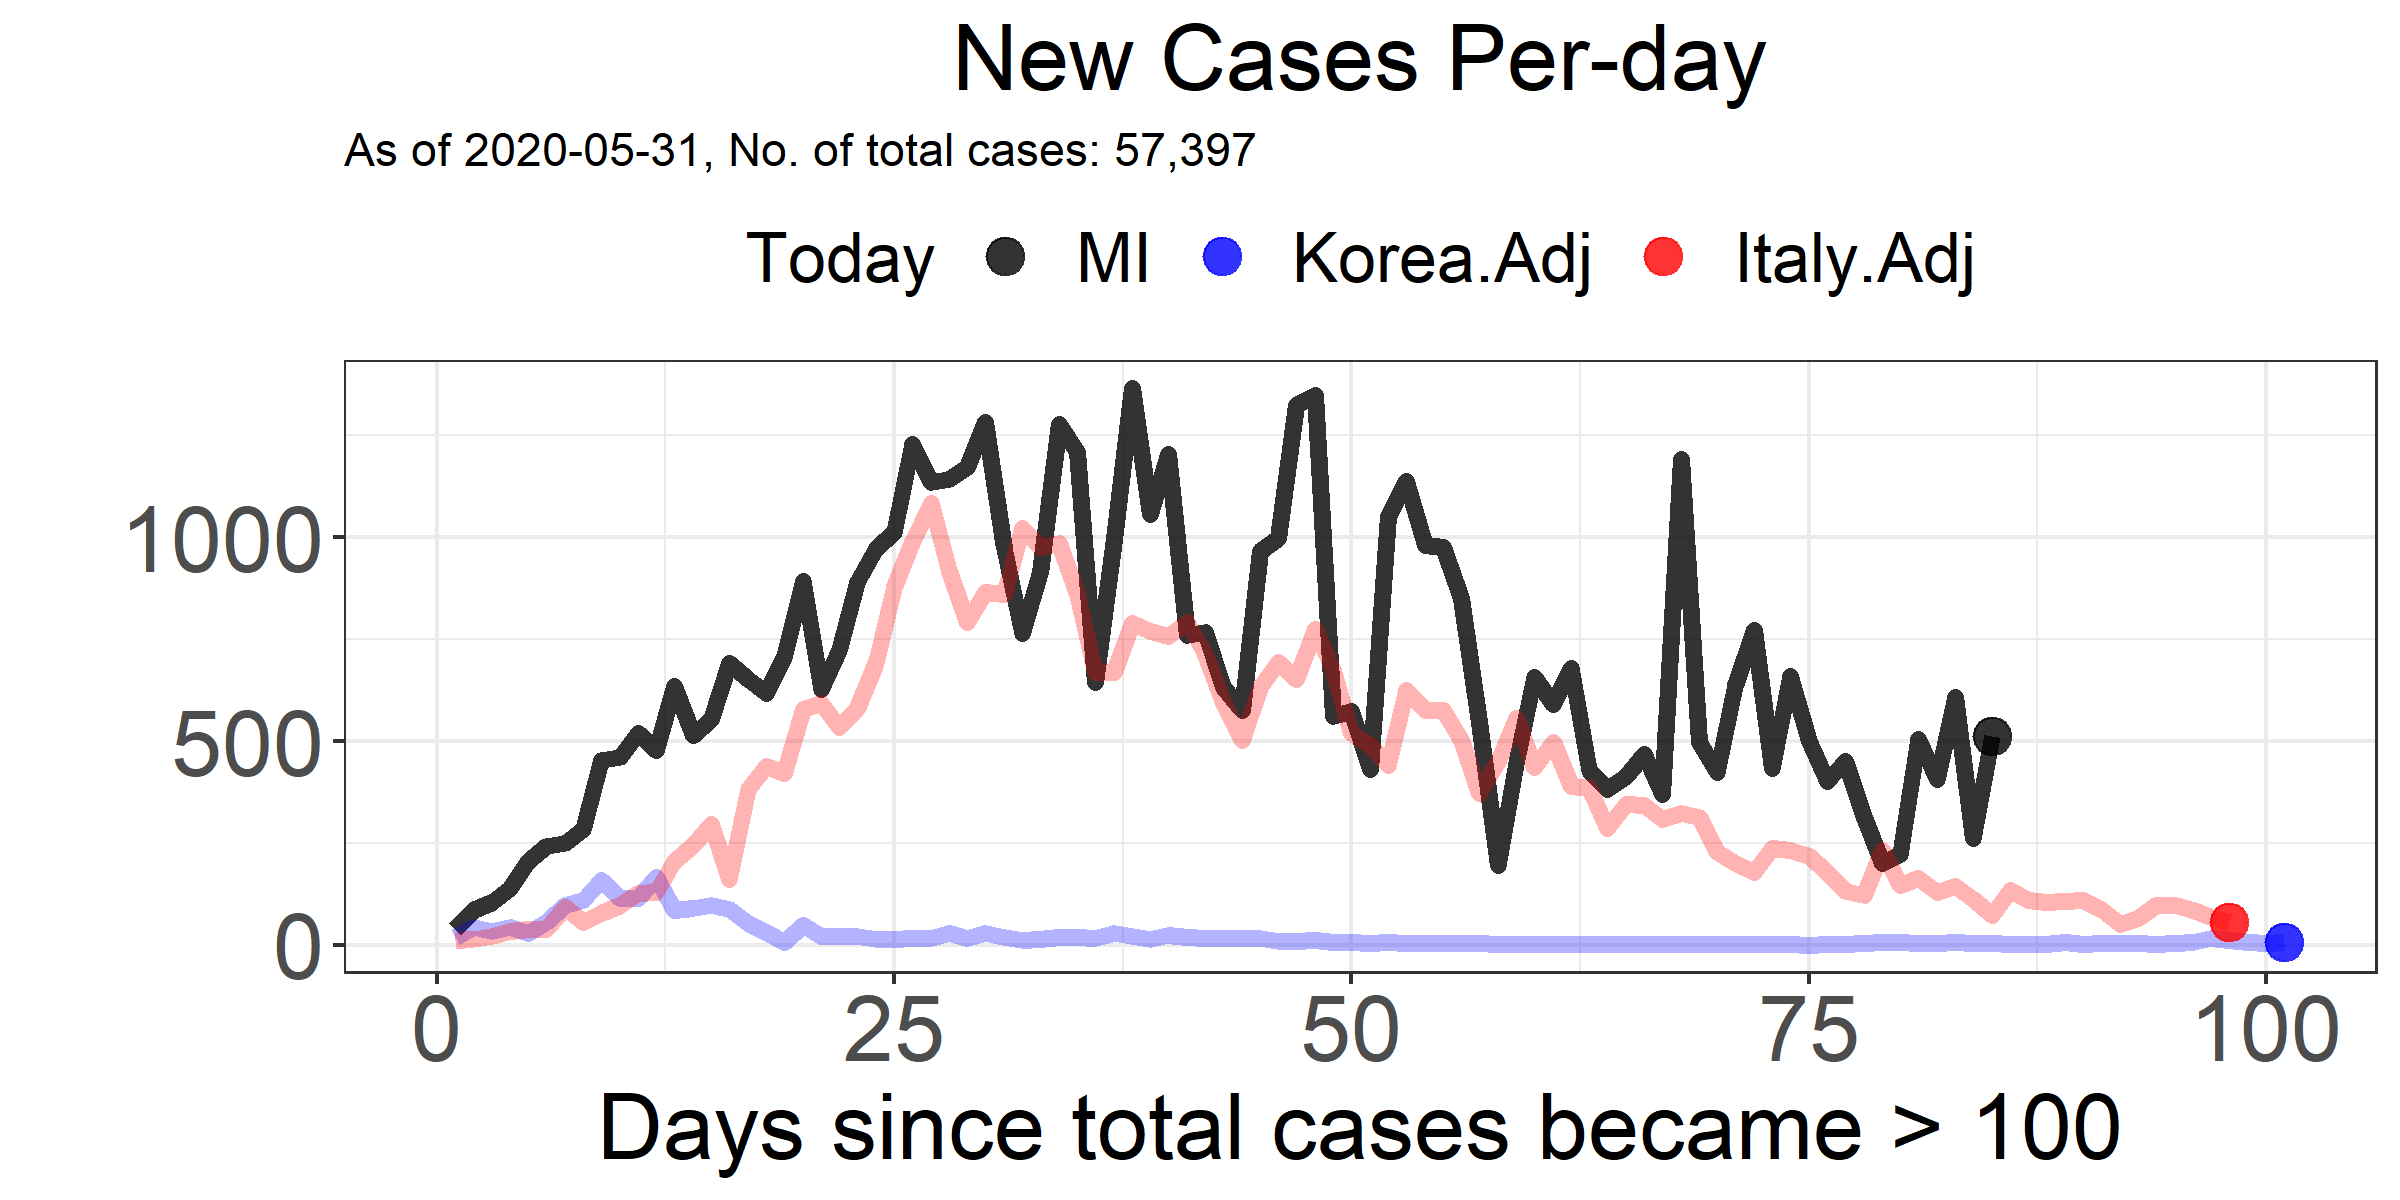 New Cases Per-day
As of 2020-05-31, No. of total cases: 57,397
Today MI Korea.Adj Italy.Adj
1000
500
0
0 25 50 75 100
Days since total cases became > 100